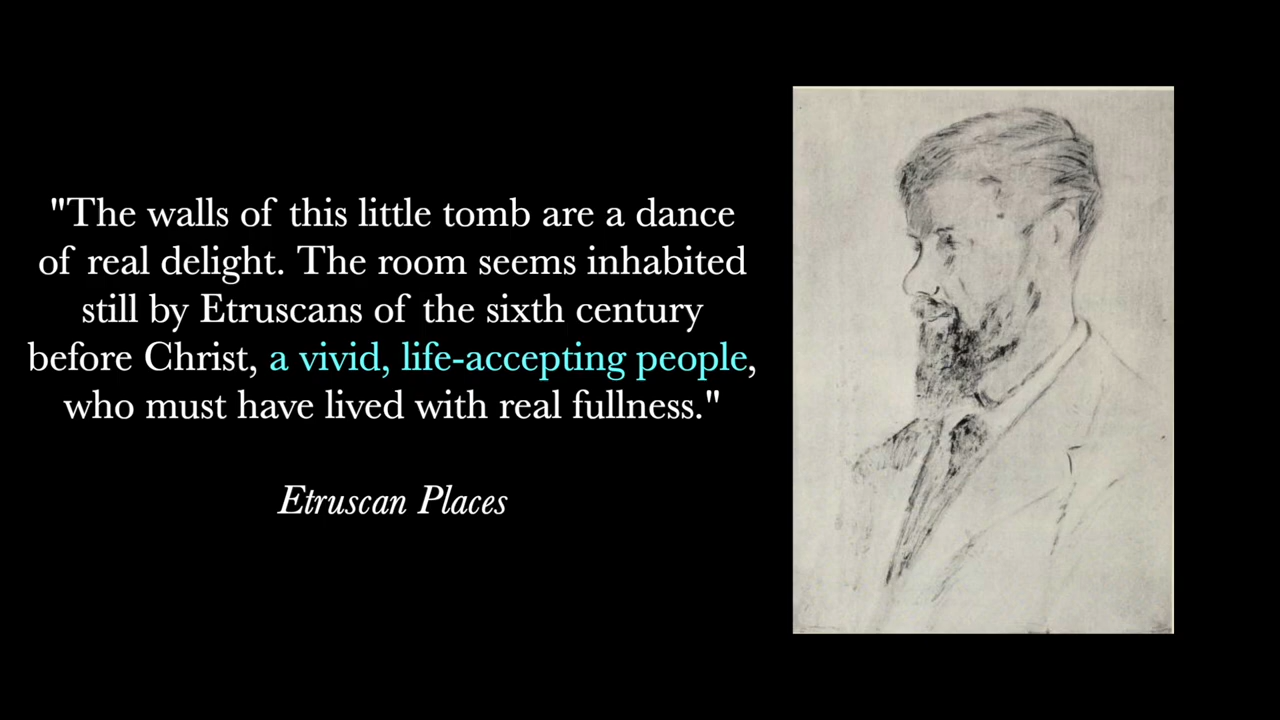 "The walls of this little tomb are a dance
of real delight. The room seems inhabited
still by Etruscans of the sixth century
before Christ, a vivid, life-accepting people,
who must have lived with real fullness."
Etruscan Places